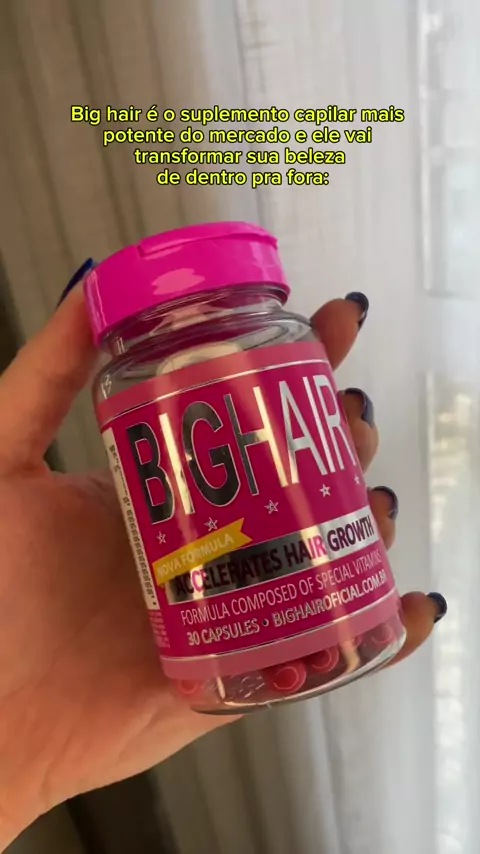 Big hair é o suplemento capilar mais
potente do mercado e ele vai
transformar sua beleza
de dentro pra fora:
BIGHAIR
NOVA FORMULA
ACCELERATES HAIR GROWTH
FORMULA COMPOSED OF SPECIAL VITAMINS
30 CAPSULES • BIGHAIROFICIAL.COM.BR